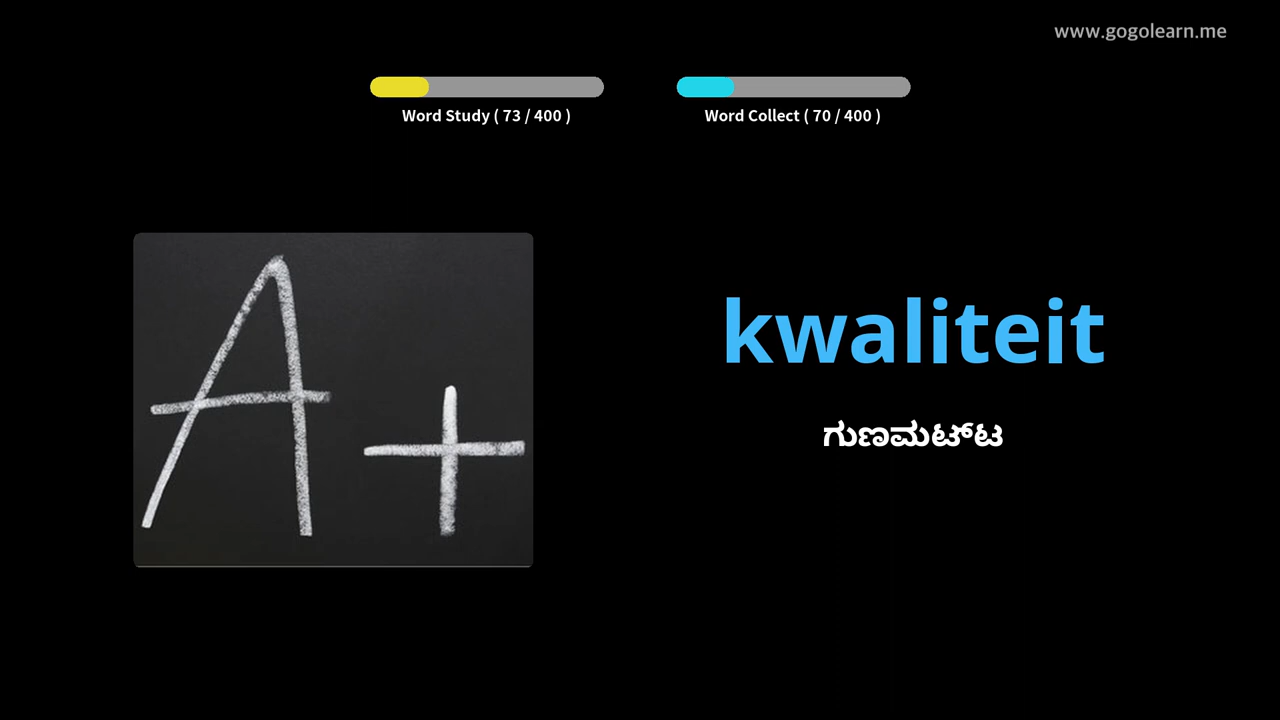 www.gogolearn.me
Word Study ( 73 / 400 )
Word Collect ( 70 / 400 )
A+
kwaliteit
ಗುಣಮಟ್ಟ